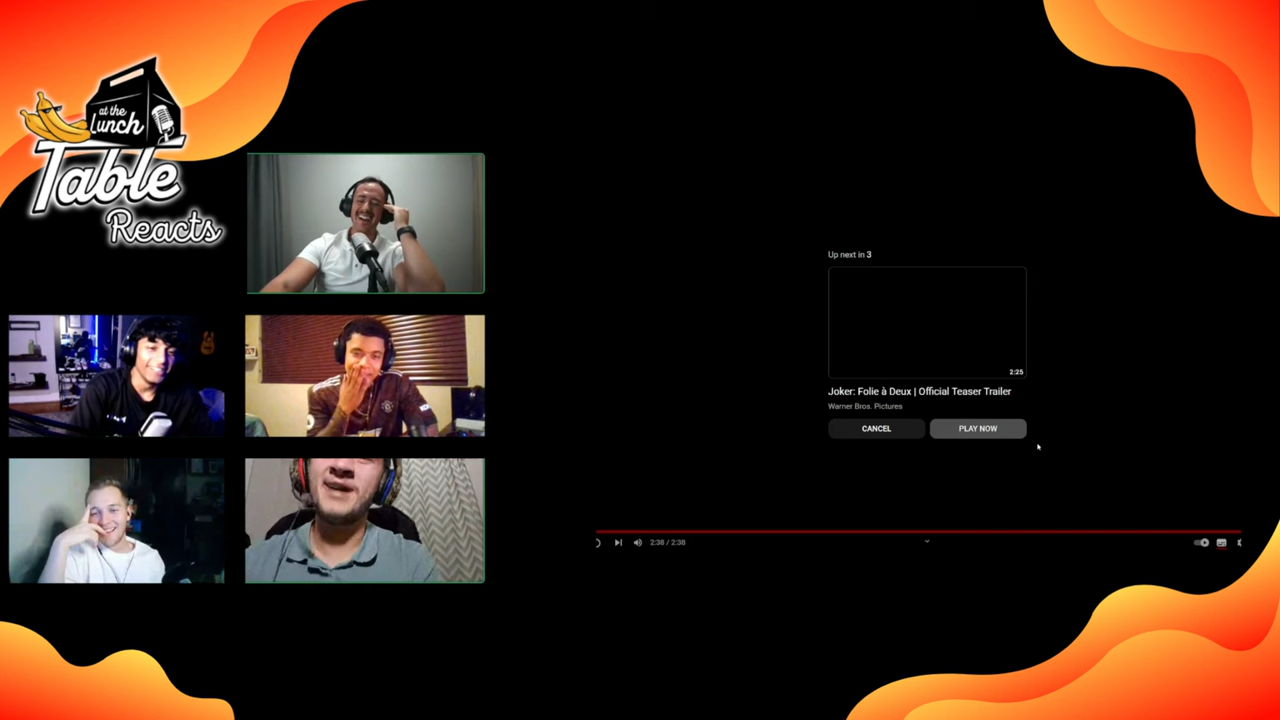 at the
Lunch
Table
Reacts
Up next in 3
2:25
Joker: Folie à Deux | Official Teaser Trailer
Warner Bros. Pictures
CANCEL
PLAY NOW
2:38 / 2:38